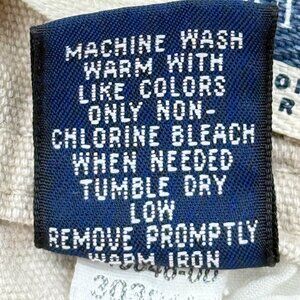 MACHINE WASH
WARM WITH
LIKE COLORS
ONLY NON-
CHLORINE BLEACH
WHEN NEEDED
TUMBLE DRY
LOW
REMOVE PROMPTLY
WARM IRON